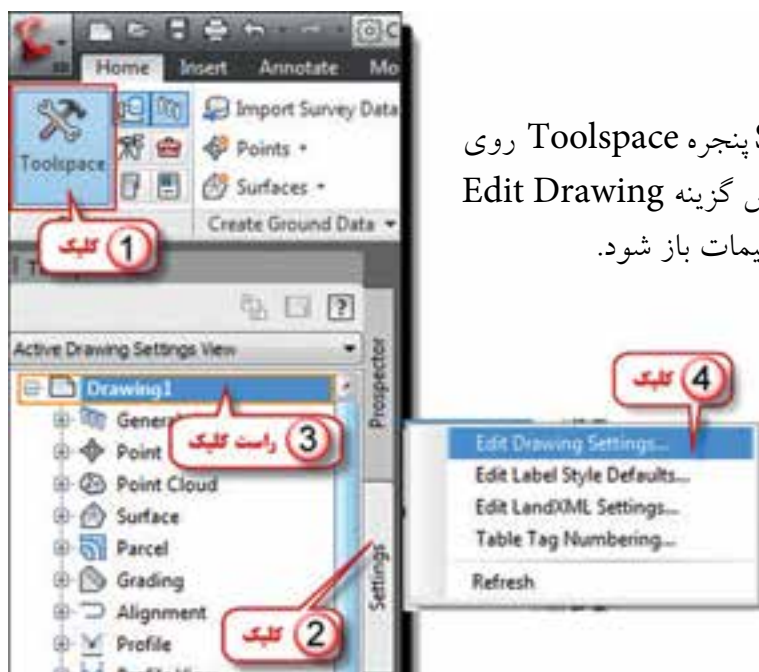 Home Insert Annotate Mo
Toolspace
Import Survey Data
Points
Surfaces
Create Ground Data
1 کلیک
Active Drawing Settings View
Prospector
Settings
Drawing1
3 راست کلیک
Point
Point Cloud
Surface
Parcel
Grading
Alignment
Profile
2 کلیک
پنجره Toolspace روی
گزینه Edit Drawing
باز شود.
4 کلیک
Edit Drawing Settings...
Edit Label Style Defaults...
Edit LandXML Settings...
Table Tag Numbering...
Refresh